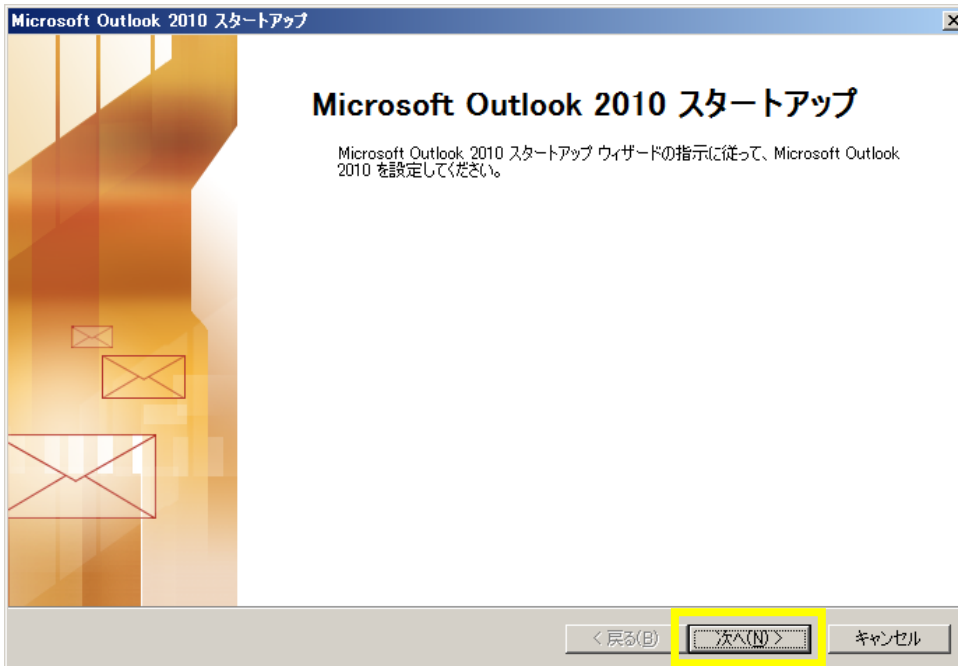 Microsoft Outlook 2010 スタートアップ
Microsoft Outlook 2010 スタートアップ
Microsoft Outlook 2010 スタートアップ ウィザードの指示に従って、Microsoft Outlook
2010 を設定してください。
< 戻る(B) 次へ(N) > キャンセル